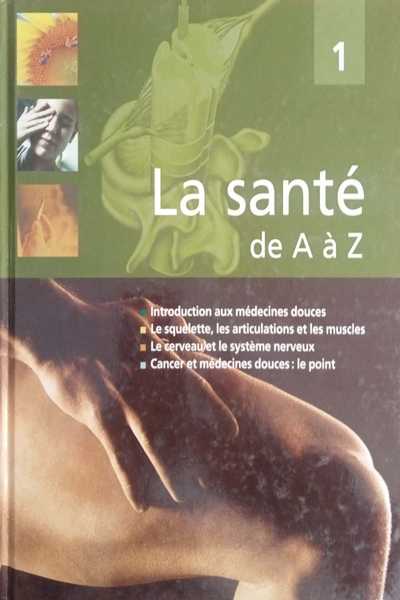 1
La santé
de A à Z
Introduction aux médecines douces
Le squelette, les articulations et les muscles
Le cerveau et le système nerveux
Cancer et médecines douces : le point